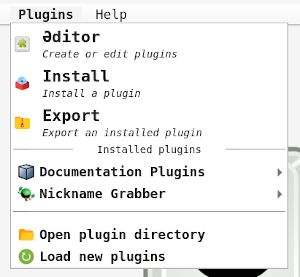 Plugins Help
Əditor
Create or edit plugins
Install
Install a plugin
Export
Export an installed plugin
Installed plugins
Documentation Plugins
Nickname Grabber
Open plugin directory
Load new plugins